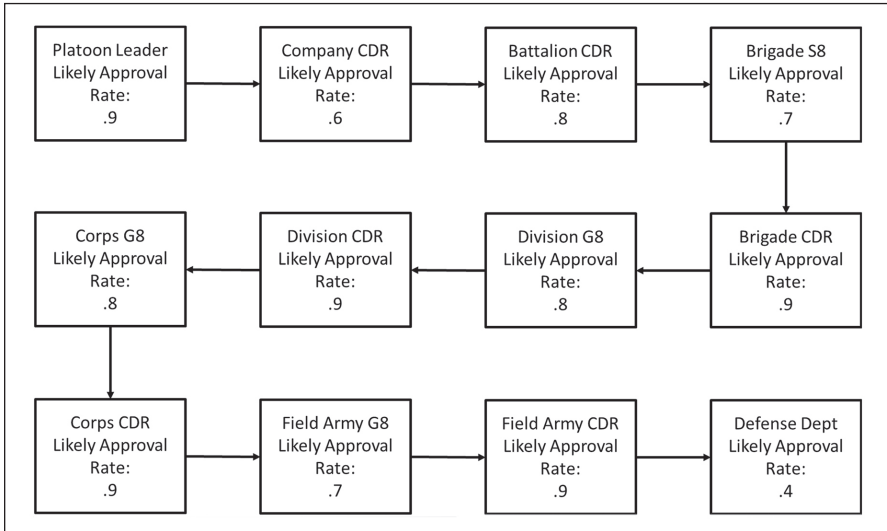 Platoon Leader
Likely Approval
Rate:
.9
Company CDR
Likely Approval
Rate:
.6
Battalion CDR
Likely Approval
Rate:
.8
Brigade S8
Likely Approval
Rate:
.7
Brigade CDR
Likely Approval
Rate:
.9
Division G8
Likely Approval
Rate:
.8
Division CDR
Likely Approval
Rate:
.9
Corps G8
Likely Approval
Rate:
.8
Corps CDR
Likely Approval
Rate:
.9
Field Army G8
Likely Approval
Rate:
.7
Field Army CDR
Likely Approval
Rate:
.9
Defense Dept
Likely Approval
Rate:
.4